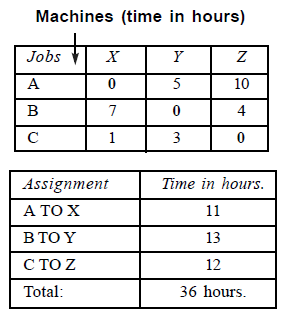 Machines (time in hours)
Jobs X Y Z
A 0 5 10
B 7 0 4
C 1 3 0
Assignment Time in hours.
A TO X 11
B TO Y 13
C TO Z 12
Total: 36 hours.